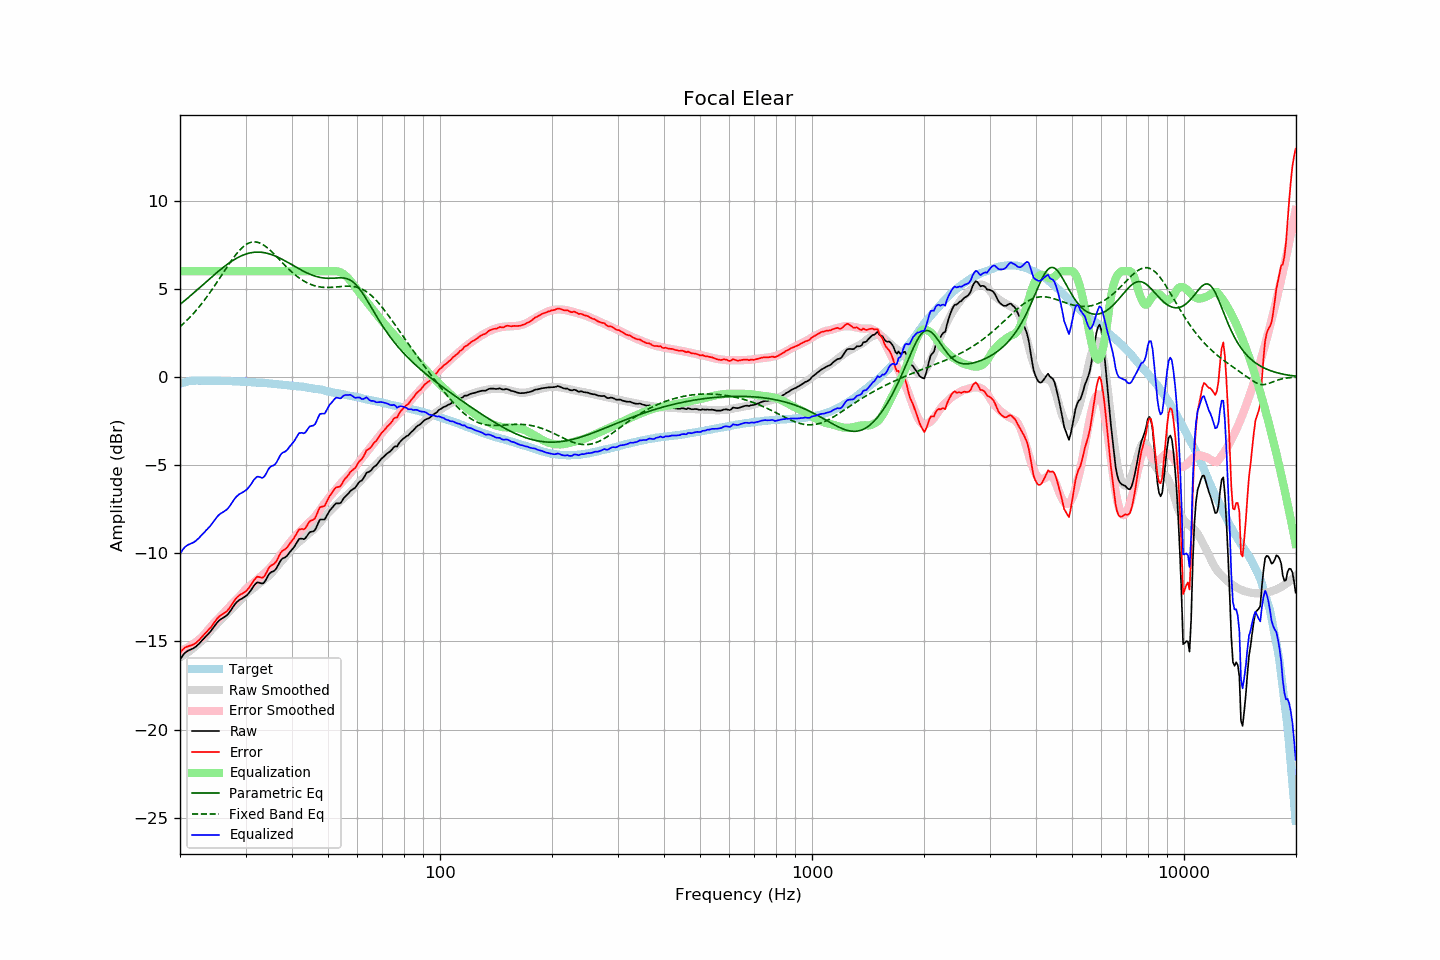 Focal Elear
Amplitude (dBr)
10
5
0
−5
−10
−15
−20
−25
Target
Raw Smoothed
Error Smoothed
Raw
Error
Equalization
Parametric Eq
Fixed Band Eq
Equalized
100
1000
10000
Frequency (Hz)